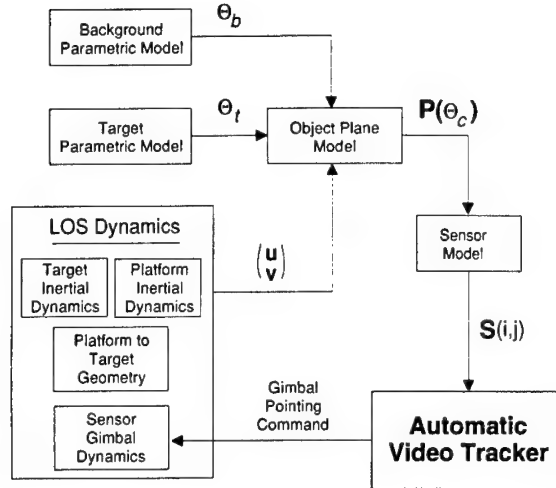 Background
Parametric Model
Θb
Target
Parametric Model
Θt
Object Plane
Model
P(Θc)
LOS Dynamics
Target
Inertial
Dynamics
Platform
Inertial
Dynamics
Platform to
Target
Geometry
Sensor
Gimbal
Dynamics
(u
v)
Sensor
Model
S(i,j)
Gimbal
Pointing
Command
Automatic
Video Tracker